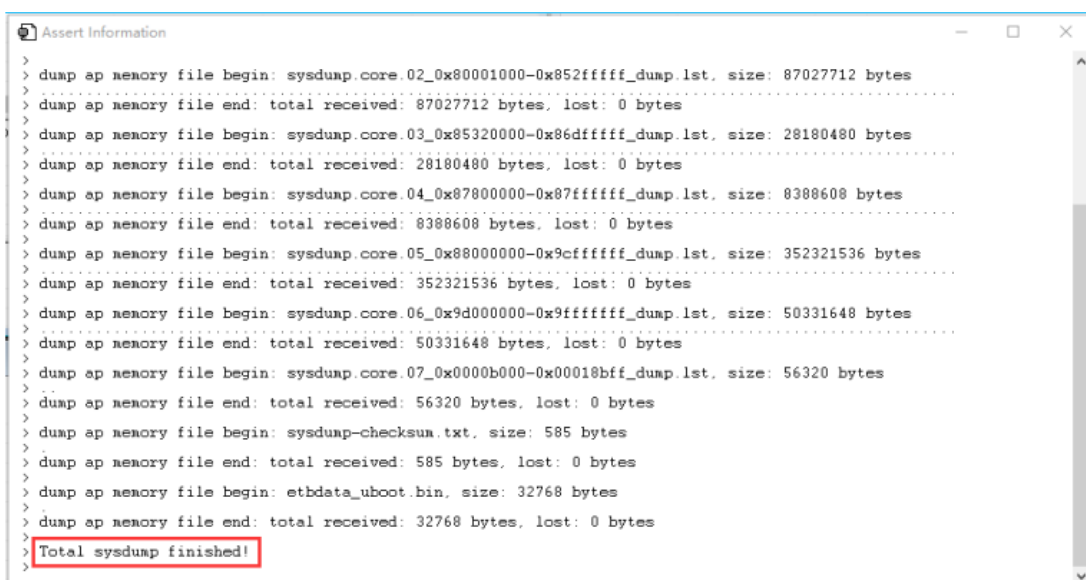 Assert Information
>
> dump ap memory file begin: sysdump.core.02_0x80001000-0x852fffff_dump.lst, size: 87027712 bytes
> ................................................................
> dump ap memory file end: total received: 87027712 bytes, lost: 0 bytes
>
> dump ap memory file begin: sysdump.core.03_0x85320000-0x86dfffff_dump.lst, size: 28180480 bytes
> ................................................................
> dump ap memory file end: total received: 28180480 bytes, lost: 0 bytes
>
> dump ap memory file begin: sysdump.core.04_0x87800000-0x87ffffff_dump.lst, size: 8388608 bytes
> ................................................................
> dump ap memory file end: total received: 8388608 bytes, lost: 0 bytes
>
> dump ap memory file begin: sysdump.core.05_0x88000000-0x9cffffff_dump.lst, size: 352321536 bytes
> ................................................................
> dump ap memory file end: total received: 352321536 bytes, lost: 0 bytes
>
> dump ap memory file begin: sysdump.core.06_0x9d000000-0x9fffffff_dump.lst, size: 50331648 bytes
> ................................................................
> dump ap memory file end: total received: 50331648 bytes, lost: 0 bytes
>
> dump ap memory file begin: sysdump.core.07_0x0000b000-0x00018bff_dump.lst, size: 56320 bytes
> ..
> dump ap memory file end: total received: 56320 bytes, lost: 0 bytes
>
> dump ap memory file begin: sysdump-checksum.txt, size: 585 bytes
> .
> dump ap memory file end: total received: 585 bytes, lost: 0 bytes
>
> dump ap memory file begin: etbdata_uboot.bin, size: 32768 bytes
> .
> dump ap memory file end: total received: 32768 bytes, lost: 0 bytes
>
> Total sysdump finished!
>